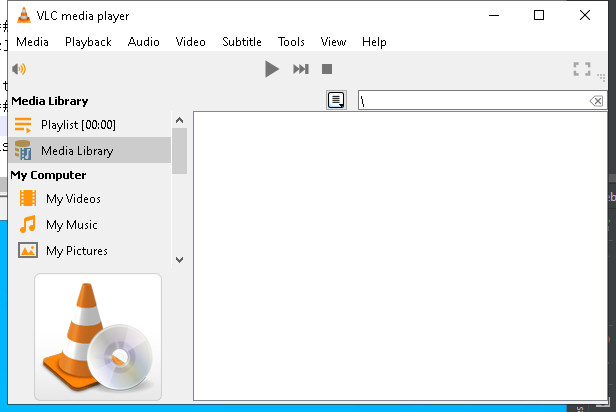 VLC media player
Media Playback Audio Video Subtitle Tools View Help
Media Library
\
Playlist [00:00]
Media Library
My Computer
My Videos
My Music
My Pictures